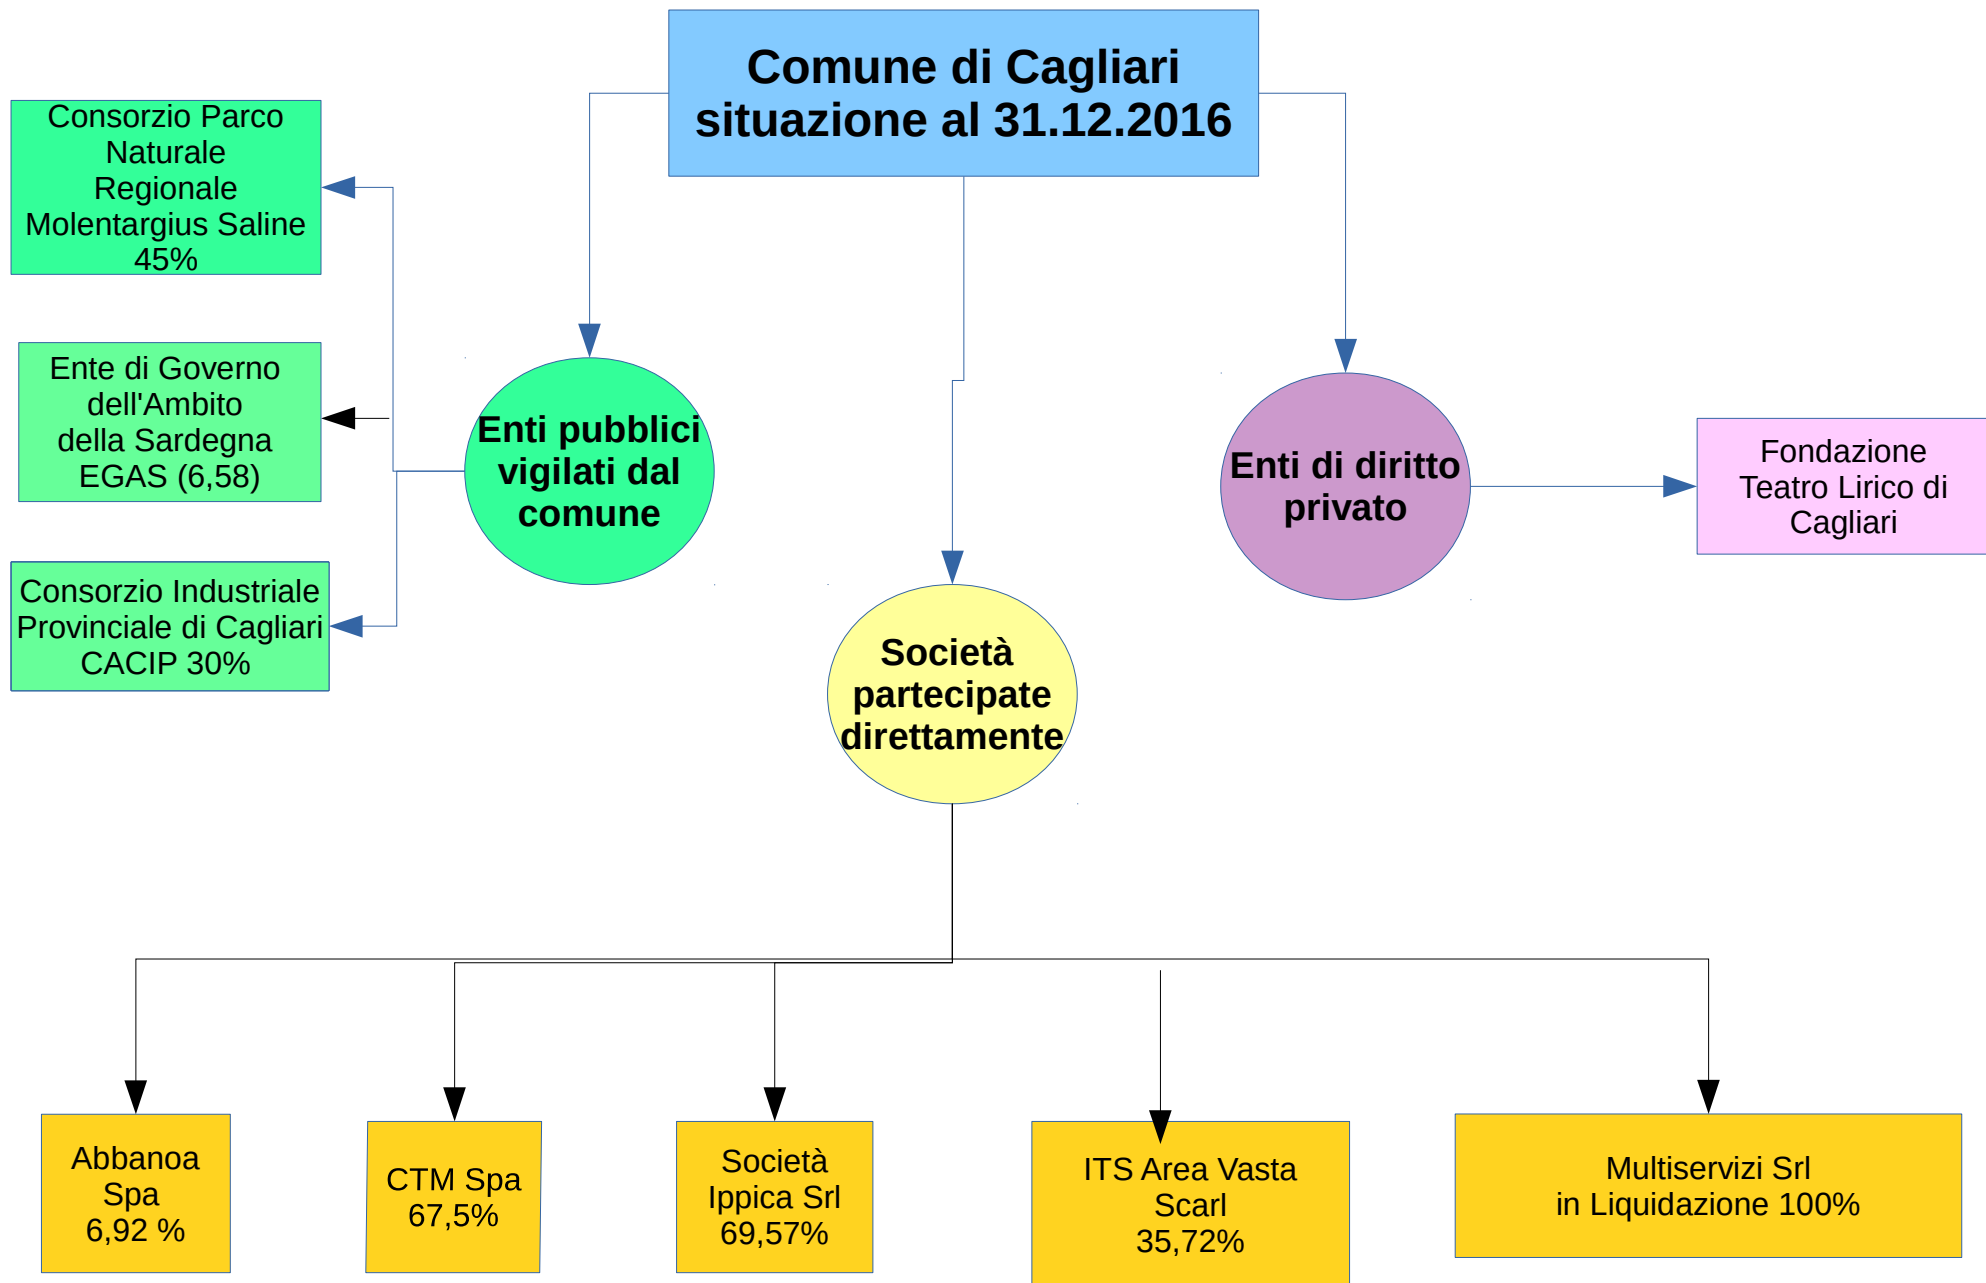 Comune di Cagliari
situazione al 31.12.2016
Consorzio Parco
Naturale
Regionale
Molentargius Saline
45%
Ente di Governo
dell'Ambito
della Sardegna
EGAS (6,58)
Consorzio Industriale
Provinciale di Cagliari
CACIP 30%
Enti pubblici
vigilati dal
comune
Società
partecipate
direttamente
Enti di diritto
privato
Fondazione
Teatro Lirico di
Cagliari
Abbanoa
Spa
6,92 %
CTM Spa
67,5%
Società
Ippica Srl
69,57%
ITS Area Vasta
Scarl
35,72%
Multiservizi Srl
in Liquidazione 100%